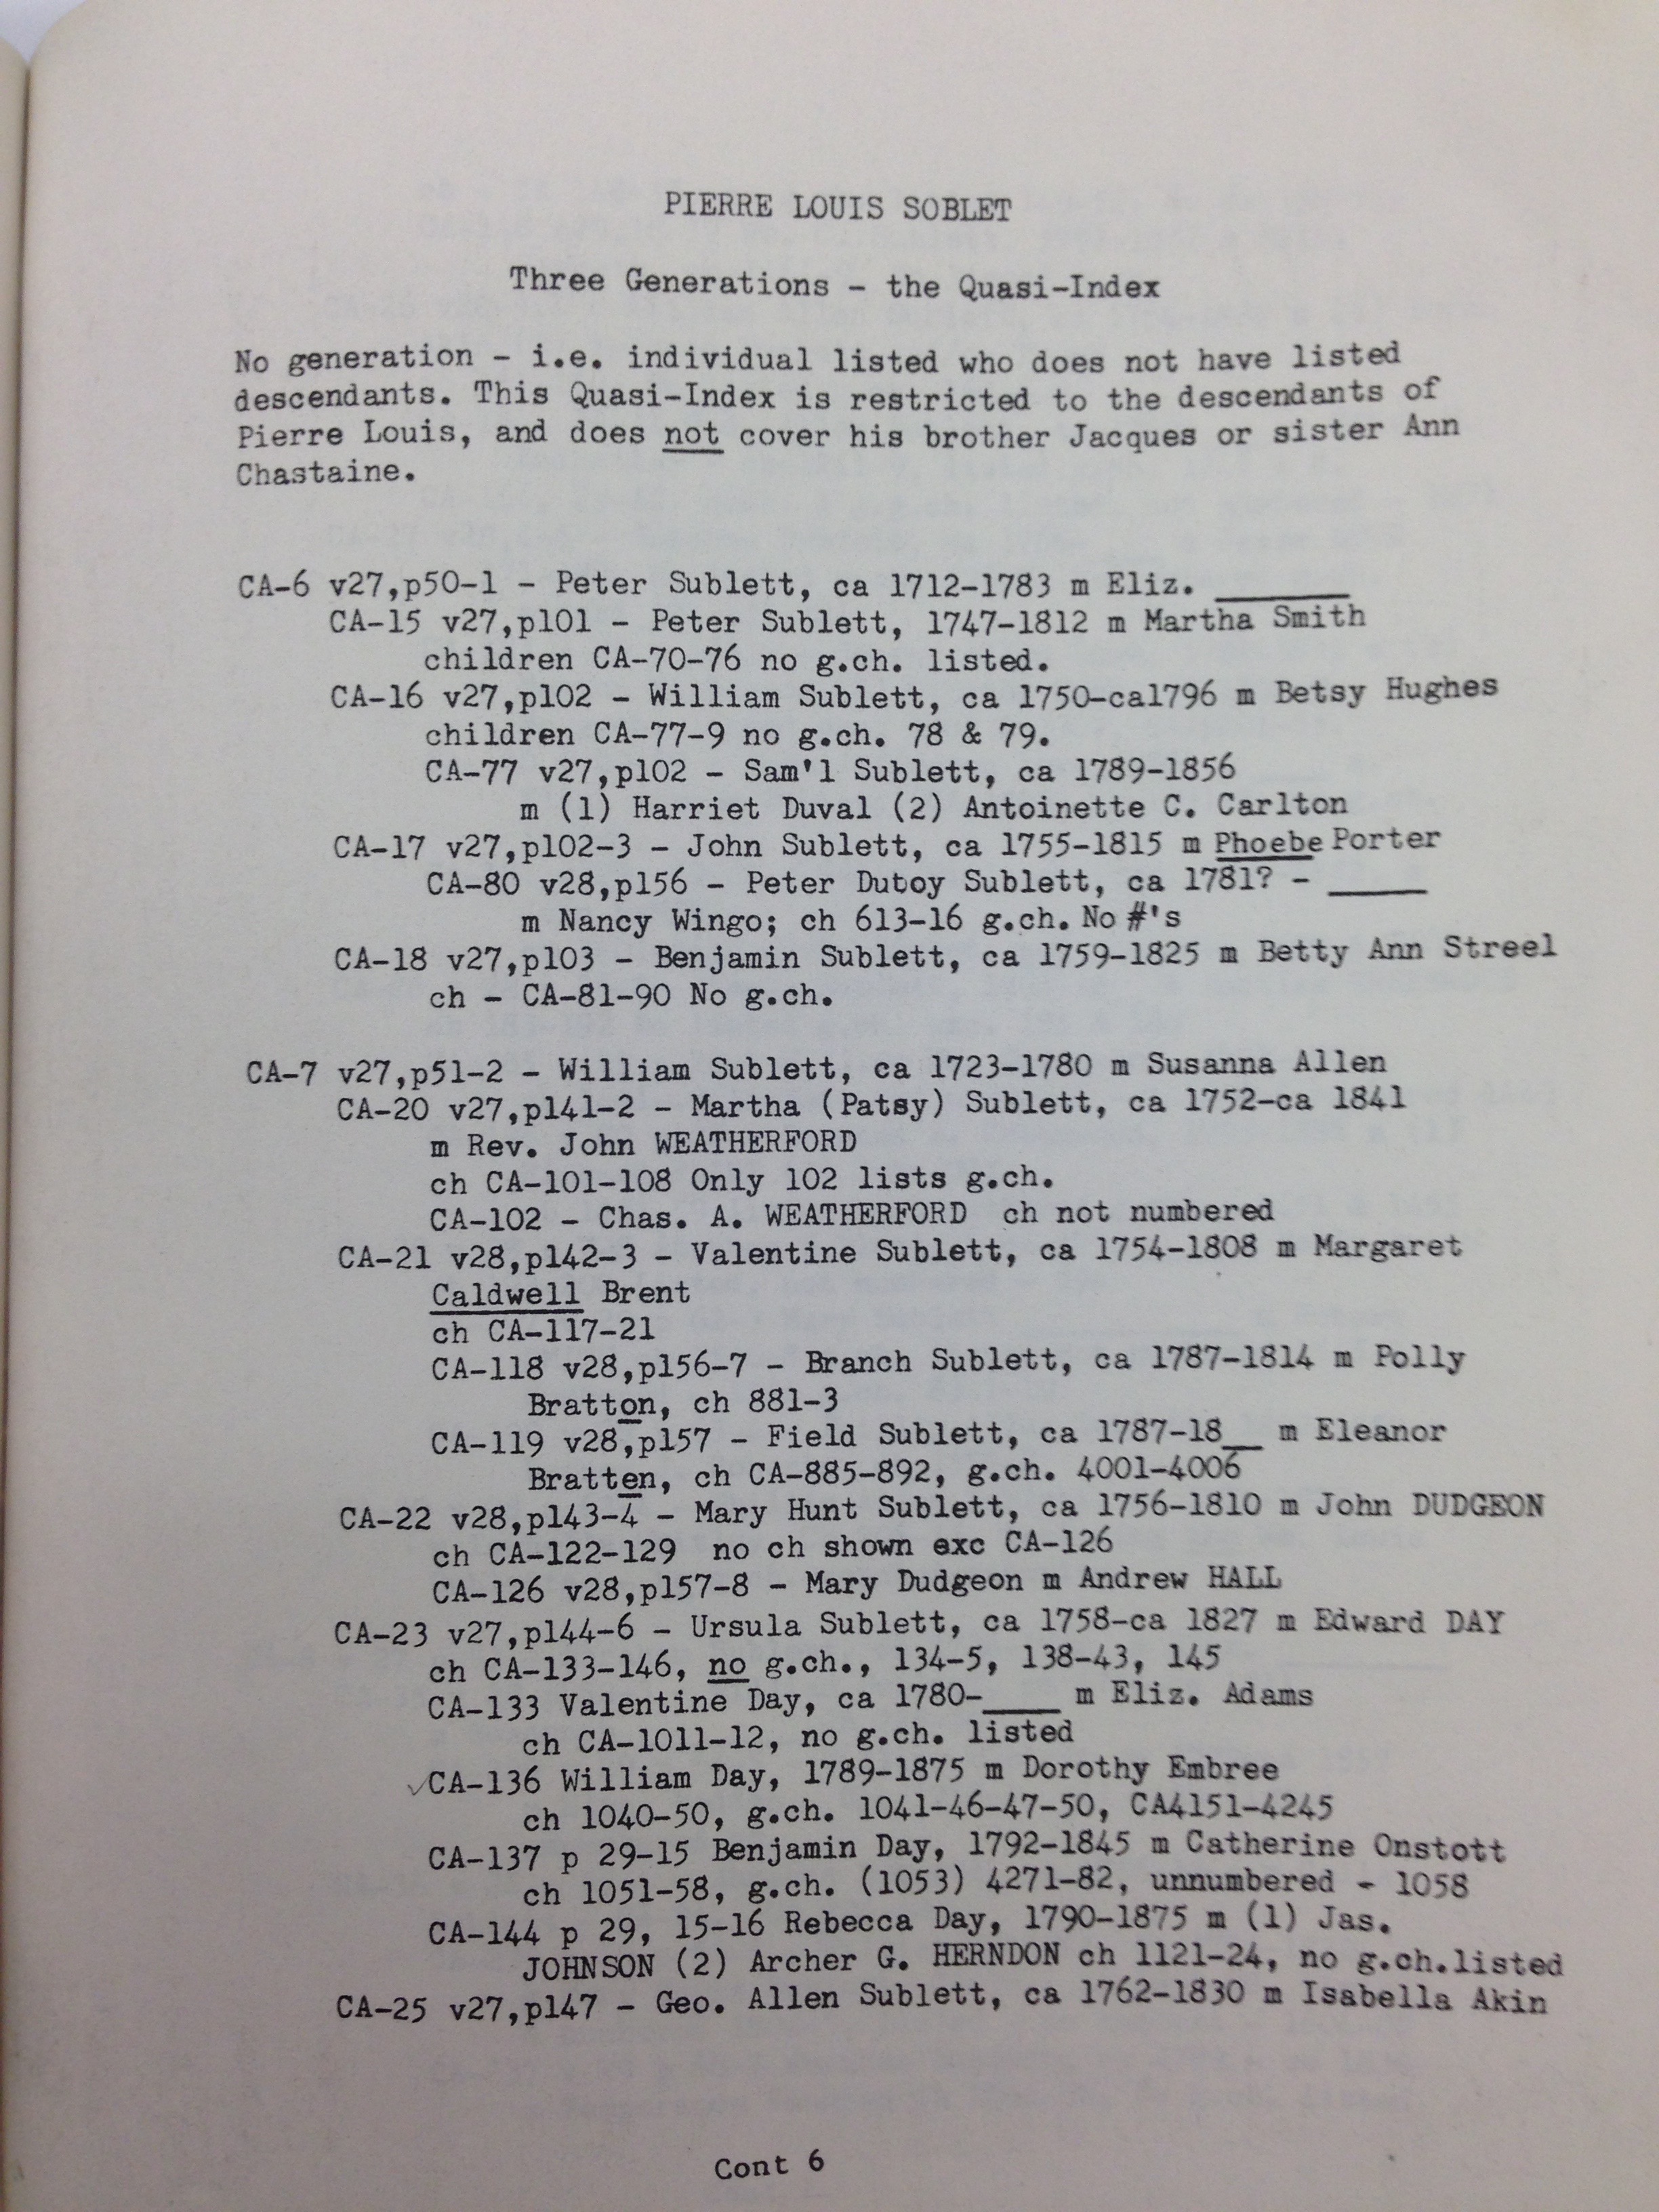 PIERRE LOUIS SOBLET
Three Generations - the Quasi-Index
No generation - i.e. individual listed who does not have listed
descendants. This Quasi-Index is restricted to the descendants of
Pierre Louis, and does not cover his brother Jacques or sister Ann
Chastaine.
CA-6 v27,p50-1 - Peter Sublett, ca 1712-1783 m Eliz. _______
CA-15 v27,p101 - Peter Sublett, 1747-1812 m Martha Smith
children CA-70-76 no g.ch. listed.
CA-16 v27,p102 - William Sublett, ca 1750-ca1796 m Betsy Hughes
children CA-77-9 no g.ch. 78 & 79.
CA-77 v27,p102 - Sam'l Sublett, ca 1789-1856
m (1) Harriet Duval (2) Antoinette C. Carlton
CA-17 v27,p102-3 - John Sublett, ca 1755-1815 m Phoebe Porter
CA-80 v28,p156 - Peter Dutoy Sublett, ca 1781? - _____
m Nancy Wingo; ch 613-16 g.ch. No #'s
CA-18 v27,p103 - Benjamin Sublett, ca 1759-1825 m Betty Ann Streel
ch - CA-81-90 No g.ch.
CA-7 v27,p51-2 - William Sublett, ca 1723-1780 m Susanna Allen
CA-20 v27,p141-2 - Martha (Patsy) Sublett, ca 1752-ca 1841
m Rev. John WEATHERFORD
ch CA-101-108 Only 102 lists g.ch.
CA-102 - Chas. A. WEATHERFORD ch not numbered
CA-21 v28,p142-3 - Valentine Sublett, ca 1754-1808 m Margaret
Caldwell Brent
ch CA-117-21
CA-118 v28,p156-7 - Branch Sublett, ca 1787-1814 m Polly
Bratton, ch 881-3
CA-119 v28,p157 - Field Sublett, ca 1787-18__ m Eleanor
Bratten, ch CA-885-892, g.ch. 4001-4006
CA-22 v28,p143-4 - Mary Hunt Sublett, ca 1756-1810 m John DUDGEON
ch CA-122-129 no ch shown exc CA-126
CA-126 v28,p157-8 - Mary Dudgeon m Andrew HALL
CA-23 v27,p144-6 - Ursula Sublett, ca 1758-ca 1827 m Edward DAY
ch CA-133-146, no g.ch., 134-5, 138-43, 145
CA-133 Valentine Day, ca 1780-____ m Eliz. Adams
ch CA-1011-12, no g.ch. listed
✓CA-136 William Day, 1789-1875 m Dorothy Embree
ch 1040-50, g.ch. 1041-46-47-50, CA4151-4245
CA-137 p 29-15 Benjamin Day, 1792-1845 m Catherine Onstott
ch 1051-58, g.ch. (1053) 4271-82, unnumbered - 1058
CA-144 p 29, 15-16 Rebecca Day, 1790-1875 m (1) Jas.
JOHNSON (2) Archer G. HERNDON ch 1121-24, no g.ch.listed
CA-25 v27,p147 - Geo. Allen Sublett, ca 1762-1830 m Isabella Akin
Cont 6